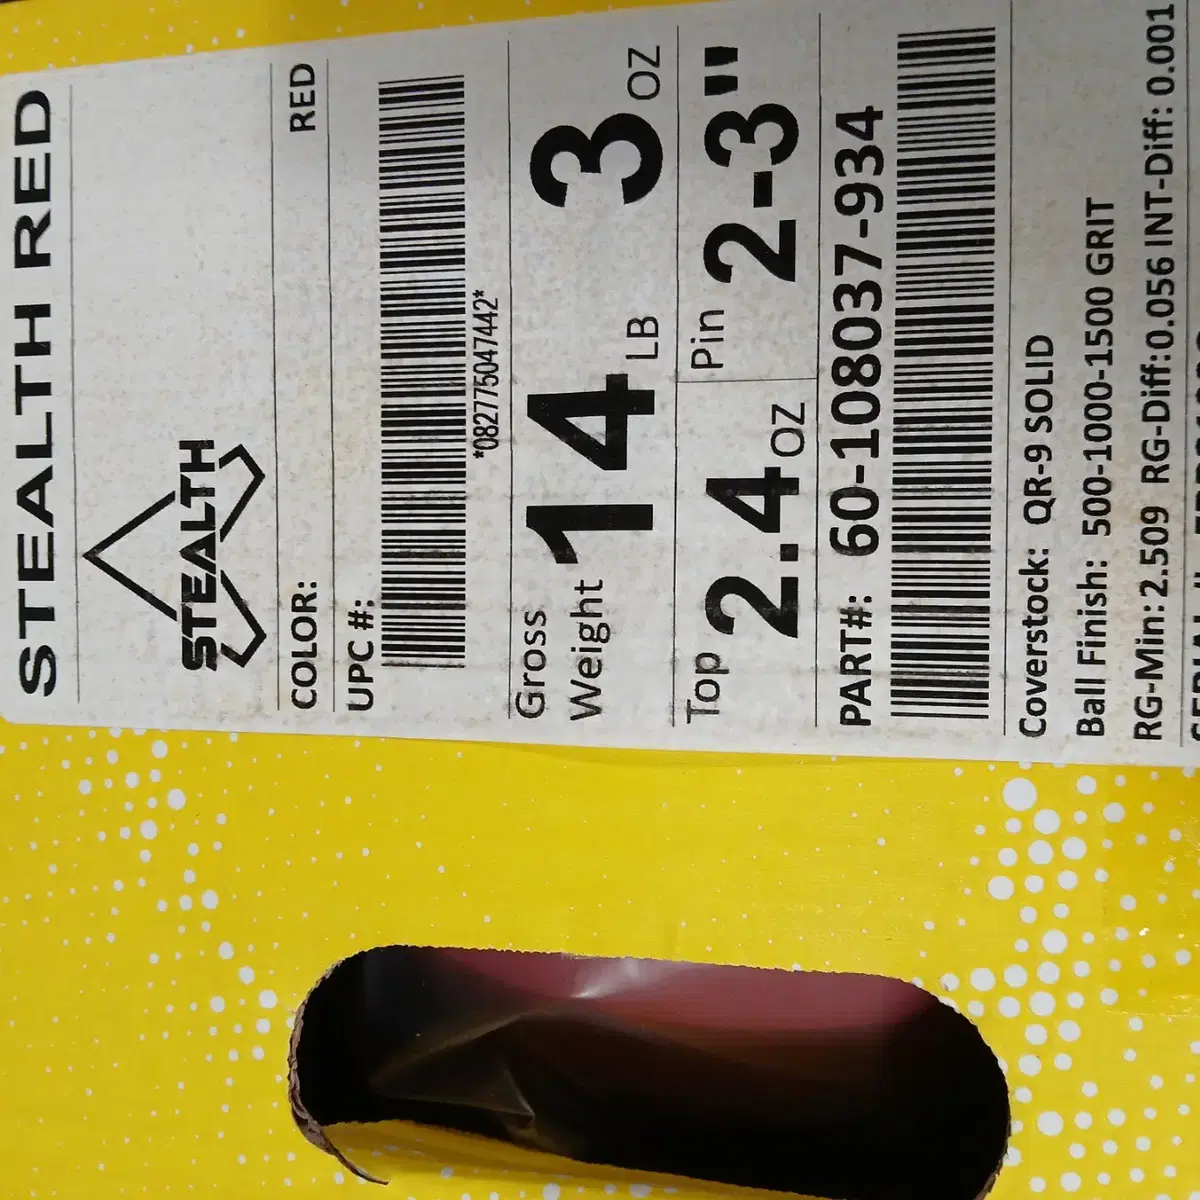 STEALTH RED
STEALTH
COLOR: RED
UPC #:
*082775047442*
Gross Weight 14 LB 3 OZ
Top 2.4 OZ Pin 2-3"
PART#: 60-108037-934
Coverstock: QR-9 SOLID
Ball Finish: 500-1000-1500 GRIT
RG-Min: 2.509 RG-Diff:0.056 INT-Diff: 0.001